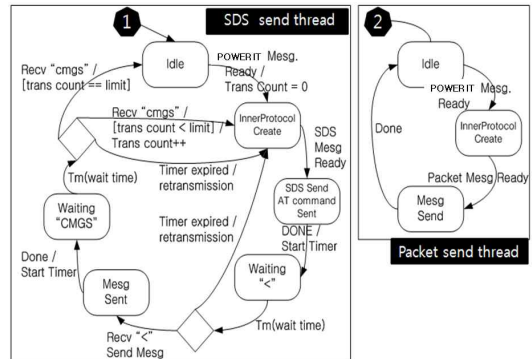 1
SDS send thread
Idle
Recv "cmgs" /
[trans count == limit]
POWERIT Mesg.
Ready /
Trans Count = 0
Recv "cmgs" /
[trans count < limit] /
Trans count++
InnerProtocol
Create
SDS
Mesg
Ready
Timer expired /
retransmission
Tm(wait time)
SDS Send
AT command
Sent
Waiting
"CMGS"
Timer expired /
retransmission
DONE /
Start Timer
Done /
Start Timer
Waiting
"<"
Mesg
Sent
Tm(wait time)
Recv "<"
Send Mesg
2
Idle
POWERIT Mesg.
Ready
Done
InnerProtocol
Create
Packet Mesg Ready
Mesg
Send
Packet send thread